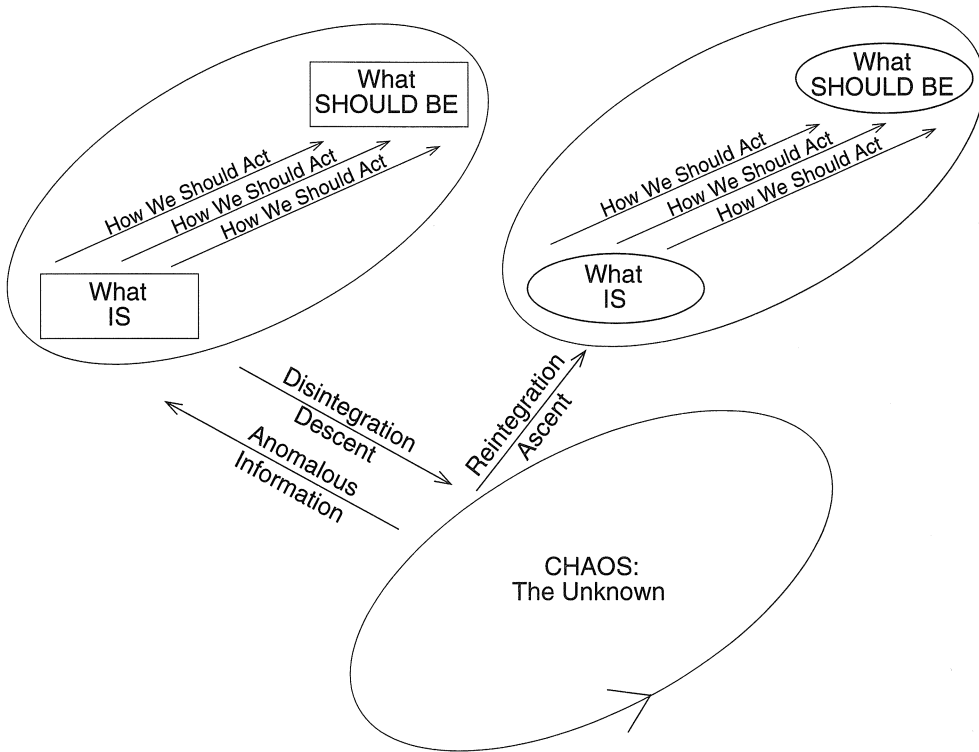 What
SHOULD BE
How We Should Act
How We Should Act
How We Should Act
What
IS
What
SHOULD BE
How We Should Act
How We Should Act
How We Should Act
What
IS
Disintegration
Descent
Anomalous
Information
Reintegration
Ascent
CHAOS:
The Unknown